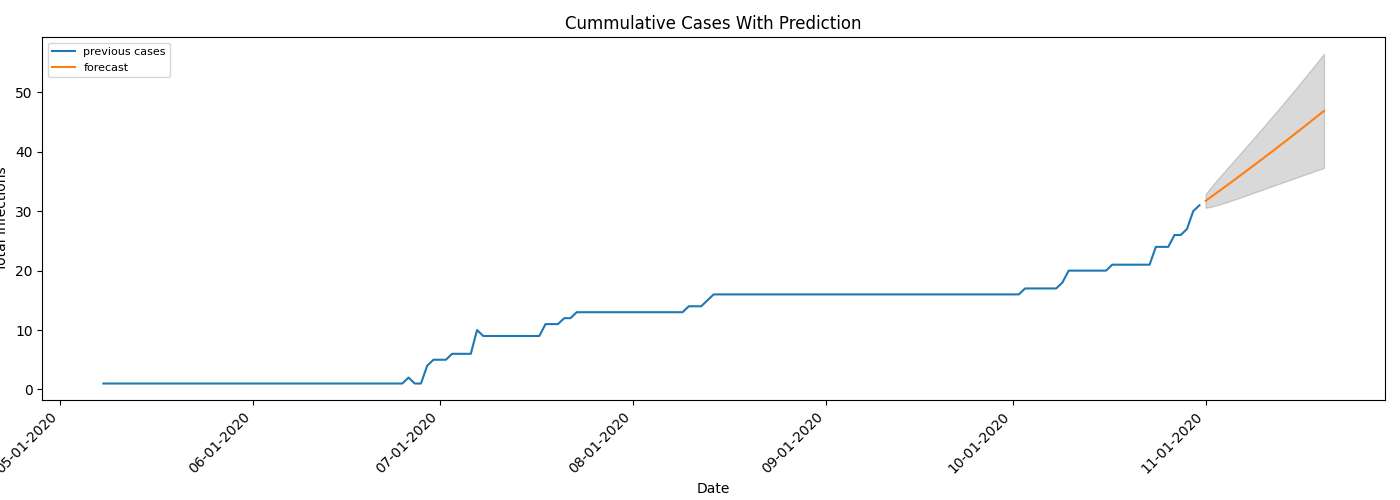 Cummulative Cases With Prediction
previous cases
forecast
50
40
30
20
10
0
Total Infections
05-01-2020
06-01-2020
07-01-2020
08-01-2020
09-01-2020
10-01-2020
11-01-2020
Date